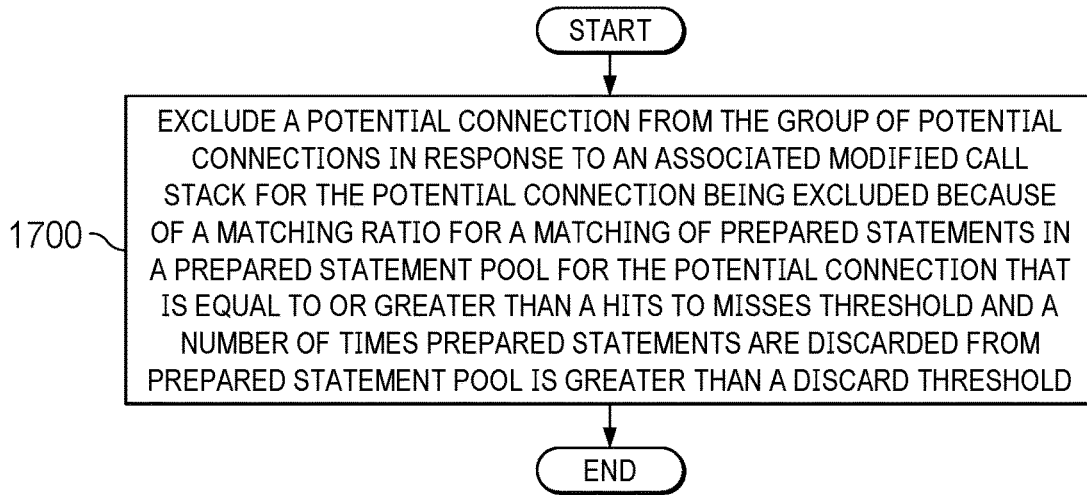 START
EXCLUDE A POTENTIAL CONNECTION FROM THE GROUP OF POTENTIAL
CONNECTIONS IN RESPONSE TO AN ASSOCIATED MODIFIED CALL
STACK FOR THE POTENTIAL CONNECTION BEING EXCLUDED BECAUSE
OF A MATCHING RATIO FOR A MATCHING OF PREPARED STATEMENTS IN
1700
A PREPARED STATEMENT POOL FOR THE POTENTIAL CONNECTION THAT
IS EQUAL TO OR GREATER THAN A HITS TO MISSES THRESHOLD AND A
NUMBER OF TIMES PREPARED STATEMENTS ARE DISCARDED FROM
PREPARED STATEMENT POOL IS GREATER THAN A DISCARD THRESHOLD
END